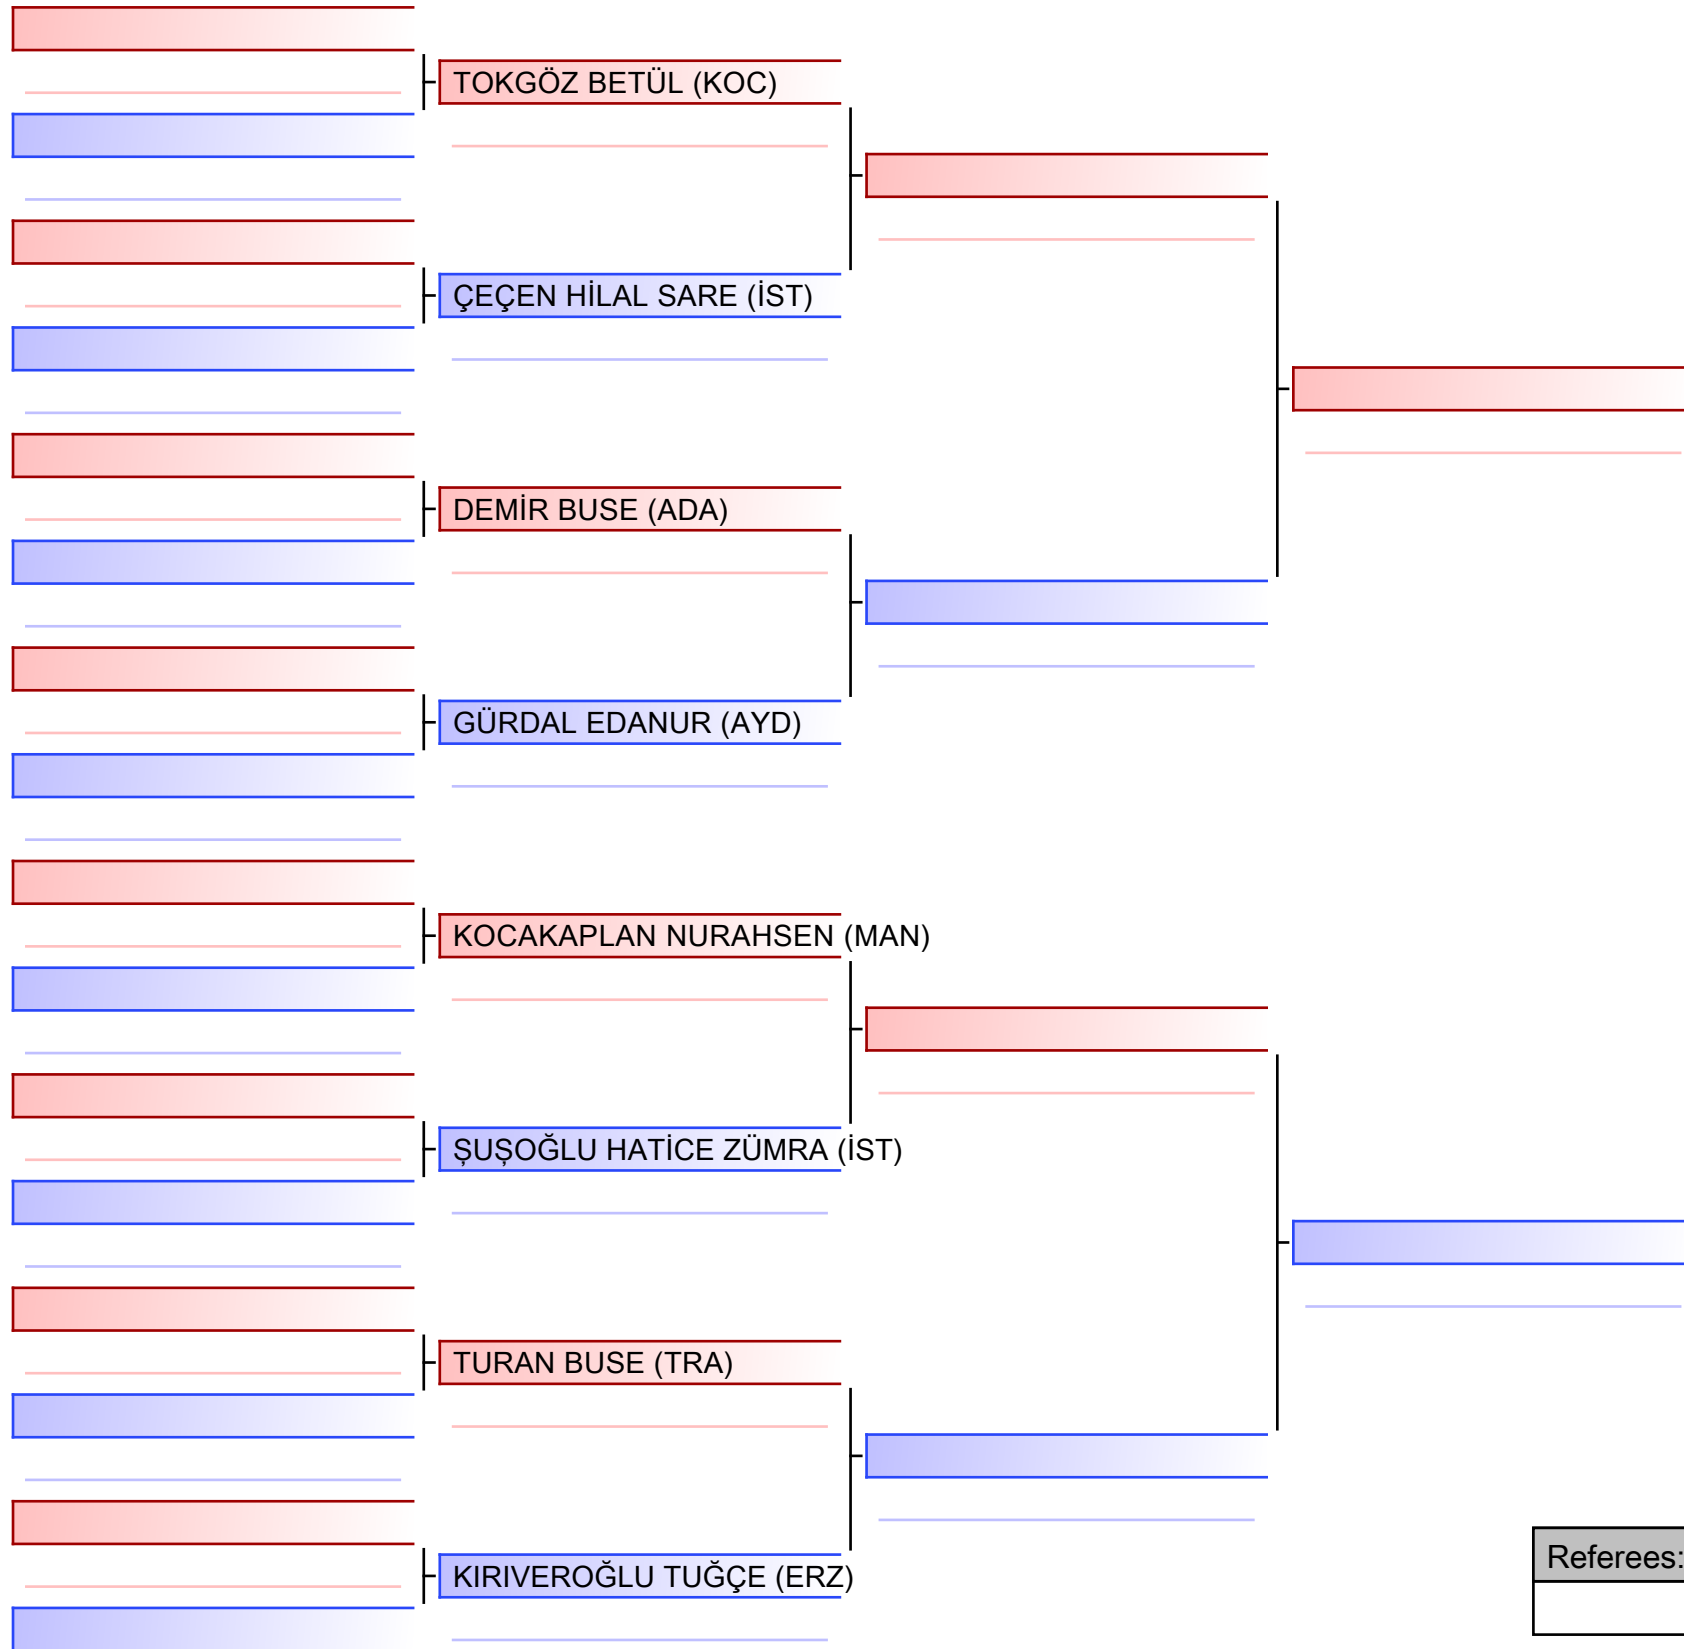 TOKGÖZ BETÜL (KOC)
ÇEÇEN HİLAL SARE (İST)
DEMİR BUSE (ADA)
GÜRDAL EDANUR (AYD)
KOCAKAPLAN NURAHSEN (MAN)
ŞUŞOĞLU HATİCE ZÜMRA (İST)
TURAN BUSE (TRA)
KIRIVEROĞLU TUĞÇE (ERZ)
Referees: